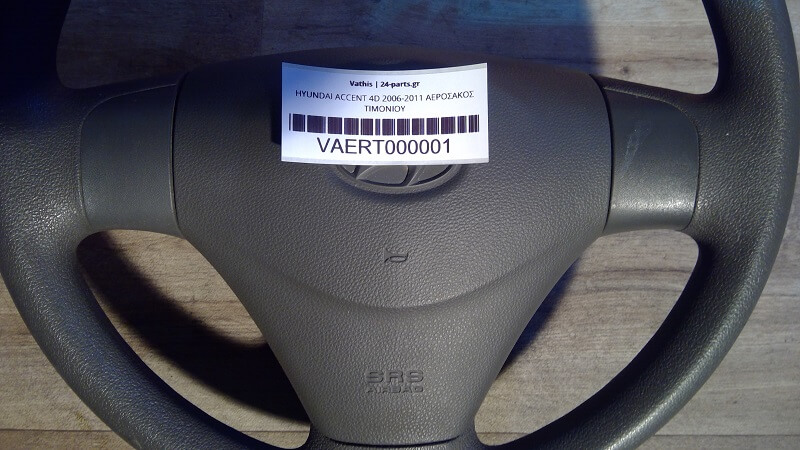 Vathis | 24-parts.gr
HYUNDAI ACCENT 4D 2006-2011 ΑΕΡΟΣΑΚΟΣ
ΤΙΜΟΝΙΟΥ
VAERT000001
SRS
AIRBAG